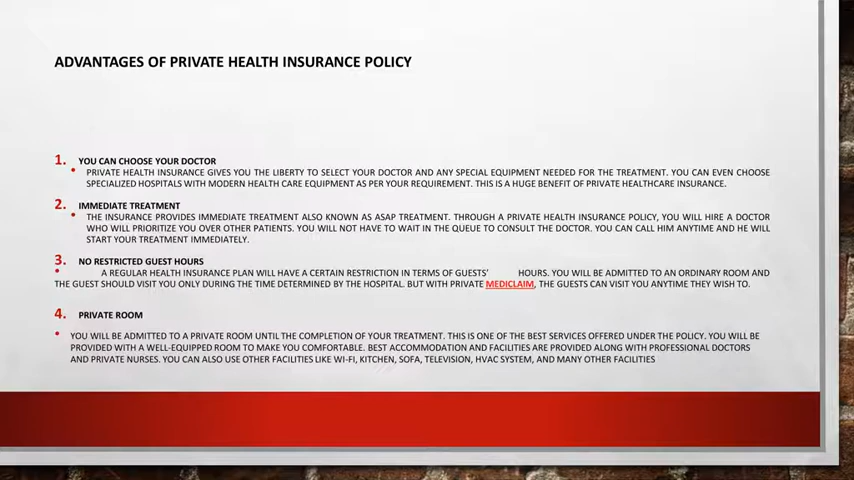 ADVANTAGES OF PRIVATE HEALTH INSURANCE POLICY
1. YOU CAN CHOOSE YOUR DOCTOR
• PRIVATE HEALTH INSURANCE GIVES YOU THE LIBERTY TO SELECT YOUR DOCTOR AND ANY SPECIAL EQUIPMENT NEEDED FOR THE TREATMENT. YOU CAN EVEN CHOOSE
SPECIALIZED HOSPITALS WITH MODERN HEALTH CARE EQUIPMENT AS PER YOUR REQUIREMENT. THIS IS A HUGE BENEFIT OF PRIVATE HEALTHCARE INSURANCE.
2. IMMEDIATE TREATMENT
• THE INSURANCE PROVIDES IMMEDIATE TREATMENT ALSO KNOWN AS ASAP TREATMENT. THROUGH A PRIVATE HEALTH INSURANCE POLICY, YOU WILL HIRE A DOCTOR
WHO WILL PRIORITIZE YOU OVER OTHER PATIENTS. YOU WILL NOT HAVE TO WAIT IN THE QUEUE TO CONSULT THE DOCTOR. YOU CAN CALL HIM ANYTIME AND HE WILL
START YOUR TREATMENT IMMEDIATELY.
3. NO RESTRICTED GUEST HOURS
• A REGULAR HEALTH INSURANCE PLAN WILL HAVE A CERTAIN RESTRICTION IN TERMS OF GUESTS' HOURS. YOU WILL BE ADMITTED TO AN ORDINARY ROOM AND
THE GUEST SHOULD VISIT YOU ONLY DURING THE TIME DETERMINED BY THE HOSPITAL. BUT WITH PRIVATE MEDICLAIM, THE GUESTS CAN VISIT YOU ANYTIME THEY WISH TO.
4. PRIVATE ROOM
• YOU WILL BE ADMITTED TO A PRIVATE ROOM UNTIL THE COMPLETION OF YOUR TREATMENT. THIS IS ONE OF THE BEST SERVICES OFFERED UNDER THE POLICY. YOU WILL BE
PROVIDED WITH A WELL-EQUIPPED ROOM TO MAKE YOU COMFORTABLE. BEST ACCOMMODATION AND FACILITIES ARE PROVIDED ALONG WITH PROFESSIONAL DOCTORS
AND PRIVATE NURSES. YOU CAN ALSO USE OTHER FACILITIES LIKE WI-FI, KITCHEN, SOFA, TELEVISION, HVAC SYSTEM, AND MANY OTHER FACILITIES